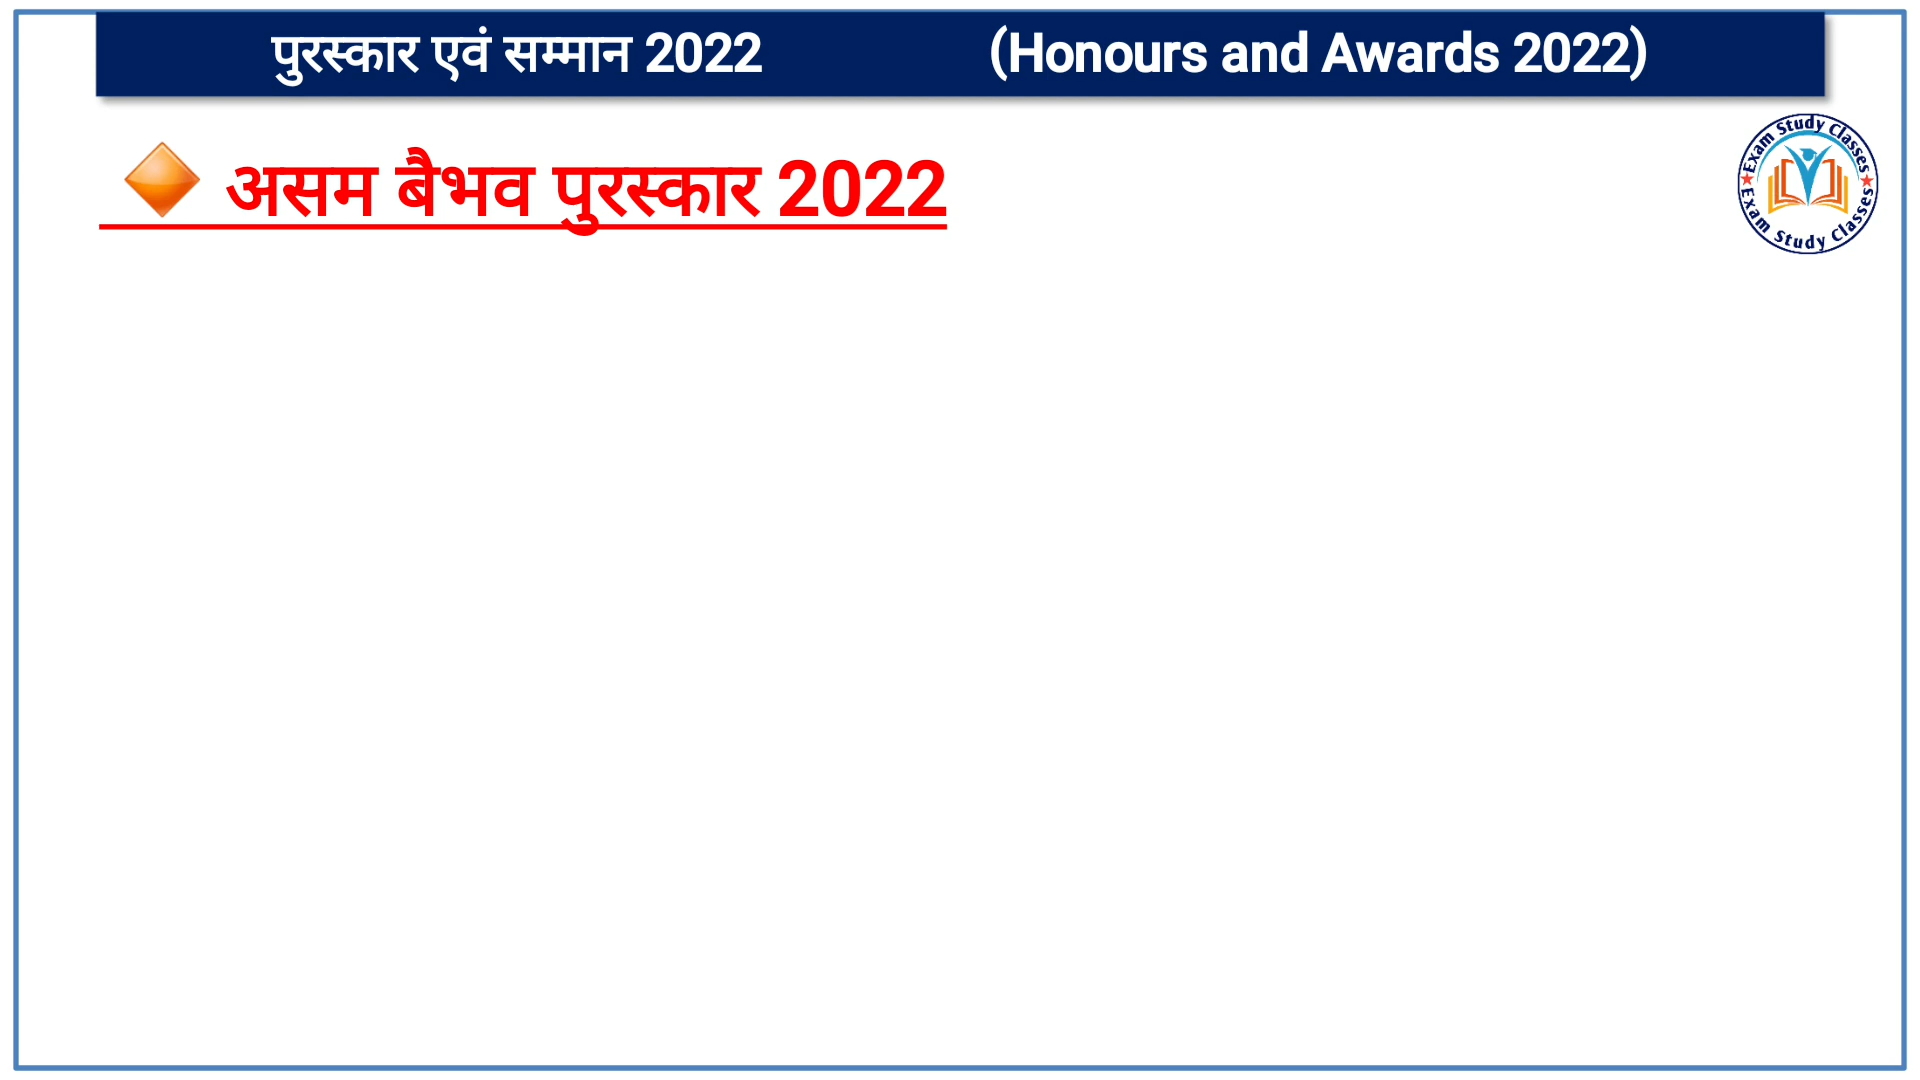 पुरस्कार एवं सम्मान 2022 (Honours and Awards 2022)
असम बैभव पुरस्कार 2022
Exam Study Classes
Exam Study Classes